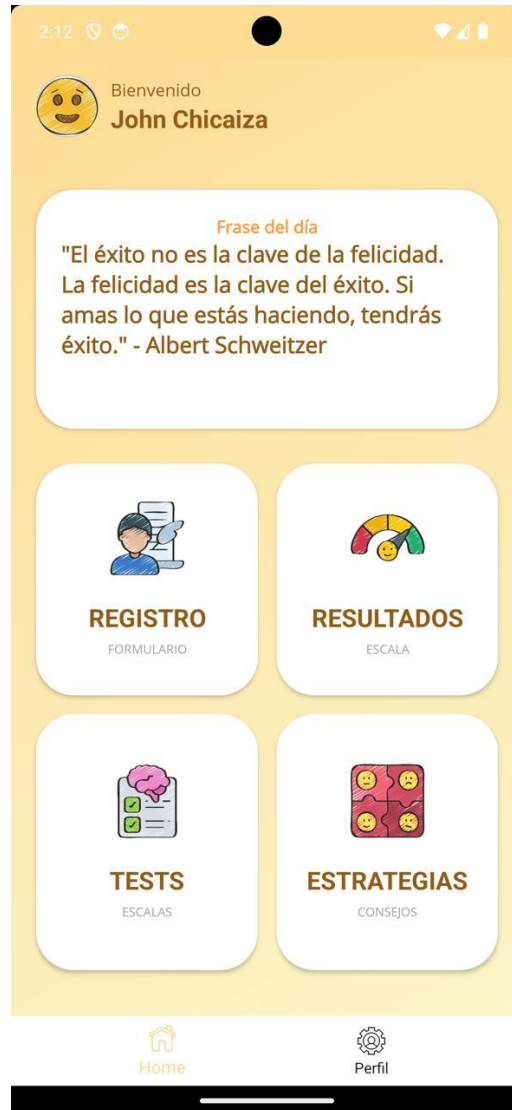 2:12
Bienvenido
John Chicaiza
Frase del día
"El éxito no es la clave de la felicidad.
La felicidad es la clave del éxito. Si
amas lo que estás haciendo, tendrás
éxito." - Albert Schweitzer
REGISTRO
FORMULARIO
RESULTADOS
ESCALA
TESTS
ESCALAS
ESTRATEGIAS
CONSEJOS
Home
Perfil